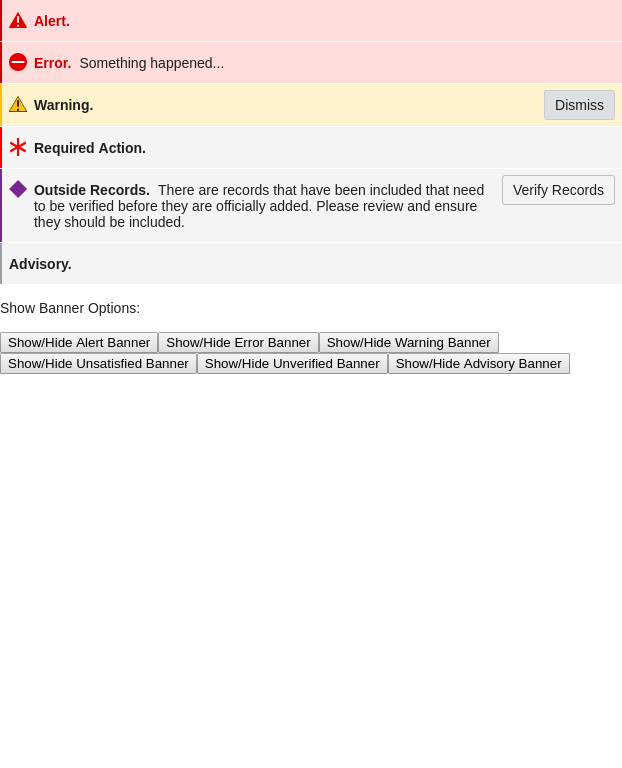 Alert.
Error. Something happened...
Warning. Dismiss
Required Action.
Outside Records. There are records that have been included that need Verify Records
to be verified before they are officially added. Please review and ensure
they should be included.
Advisory.
Show Banner Options:
Show/Hide Alert Banner Show/Hide Error Banner Show/Hide Warning Banner
Show/Hide Unsatisfied Banner Show/Hide Unverified Banner Show/Hide Advisory Banner